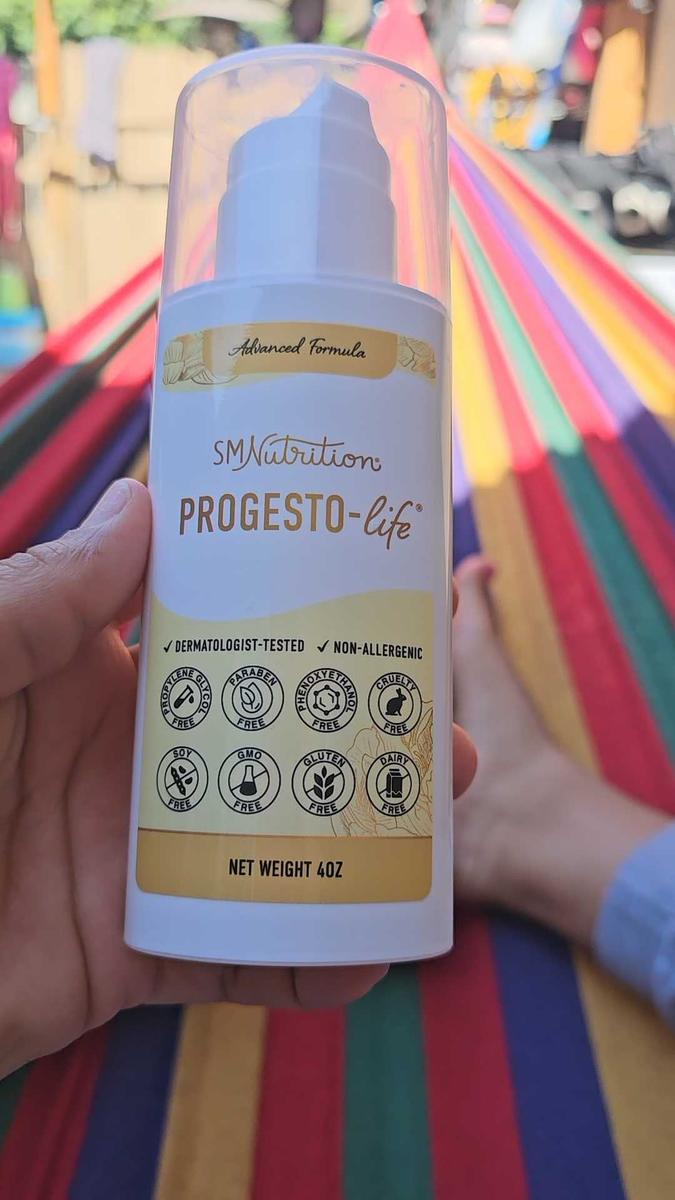 Advanced Formula
SMNutrition®
PROGESTO-life®
✓ DERMATOLOGIST-TESTED ✓ NON-ALLERGENIC
PROPYLENE GLYCOL FREE
PARABEN FREE
PHENOXYETHANOL FREE
CRUELTY FREE
SOY FREE
GMO FREE
GLUTEN FREE
DAIRY FREE
NET WEIGHT 4OZ